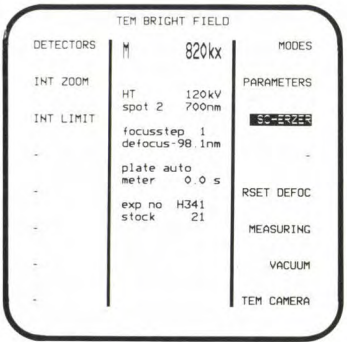 TEM BRIGHT FIELD
DETECTORS
INT ZOOM
INT LIMIT
-
-
-
-
-
M 820kx
HT 120kV
spot 2 700nm
focusstep 1
defocus-98.1nm
plate auto
meter 0.0 s
exp no H341
stock 21
MODES
PARAMETERS
SCHERZER
-
RSET DEFOC
MEASURING
VACUUM
TEM CAMERA